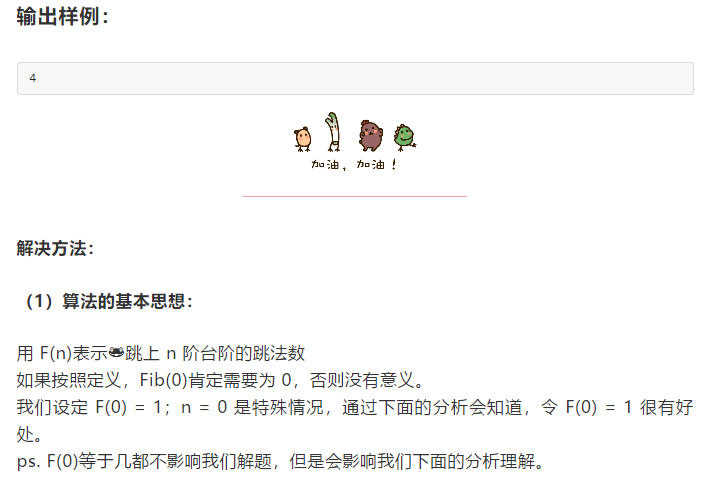 输出样例：
4
加油，加油！
解决方法：
（1）算法的基本思想：
用 F(n)表示🐸跳上 n 阶台阶的跳法数
如果按照定义，Fib(0)肯定需要为 0，否则没有意义。
我们设定 F(0) = 1；n = 0 是特殊情况，通过下面的分析会知道，令 F(0) = 1 很有好
处。
ps. F(0)等于几都不影响我们解题，但是会影响我们下面的分析理解。